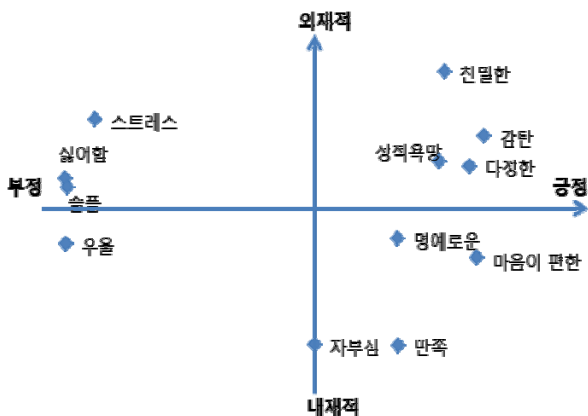 외재적
친밀한
스트레스
감탄
성적욕망
싫어함
다정한
부정
긍정
슬픔
명예로운
우울
마음이 편한
자부심
만족
내재적